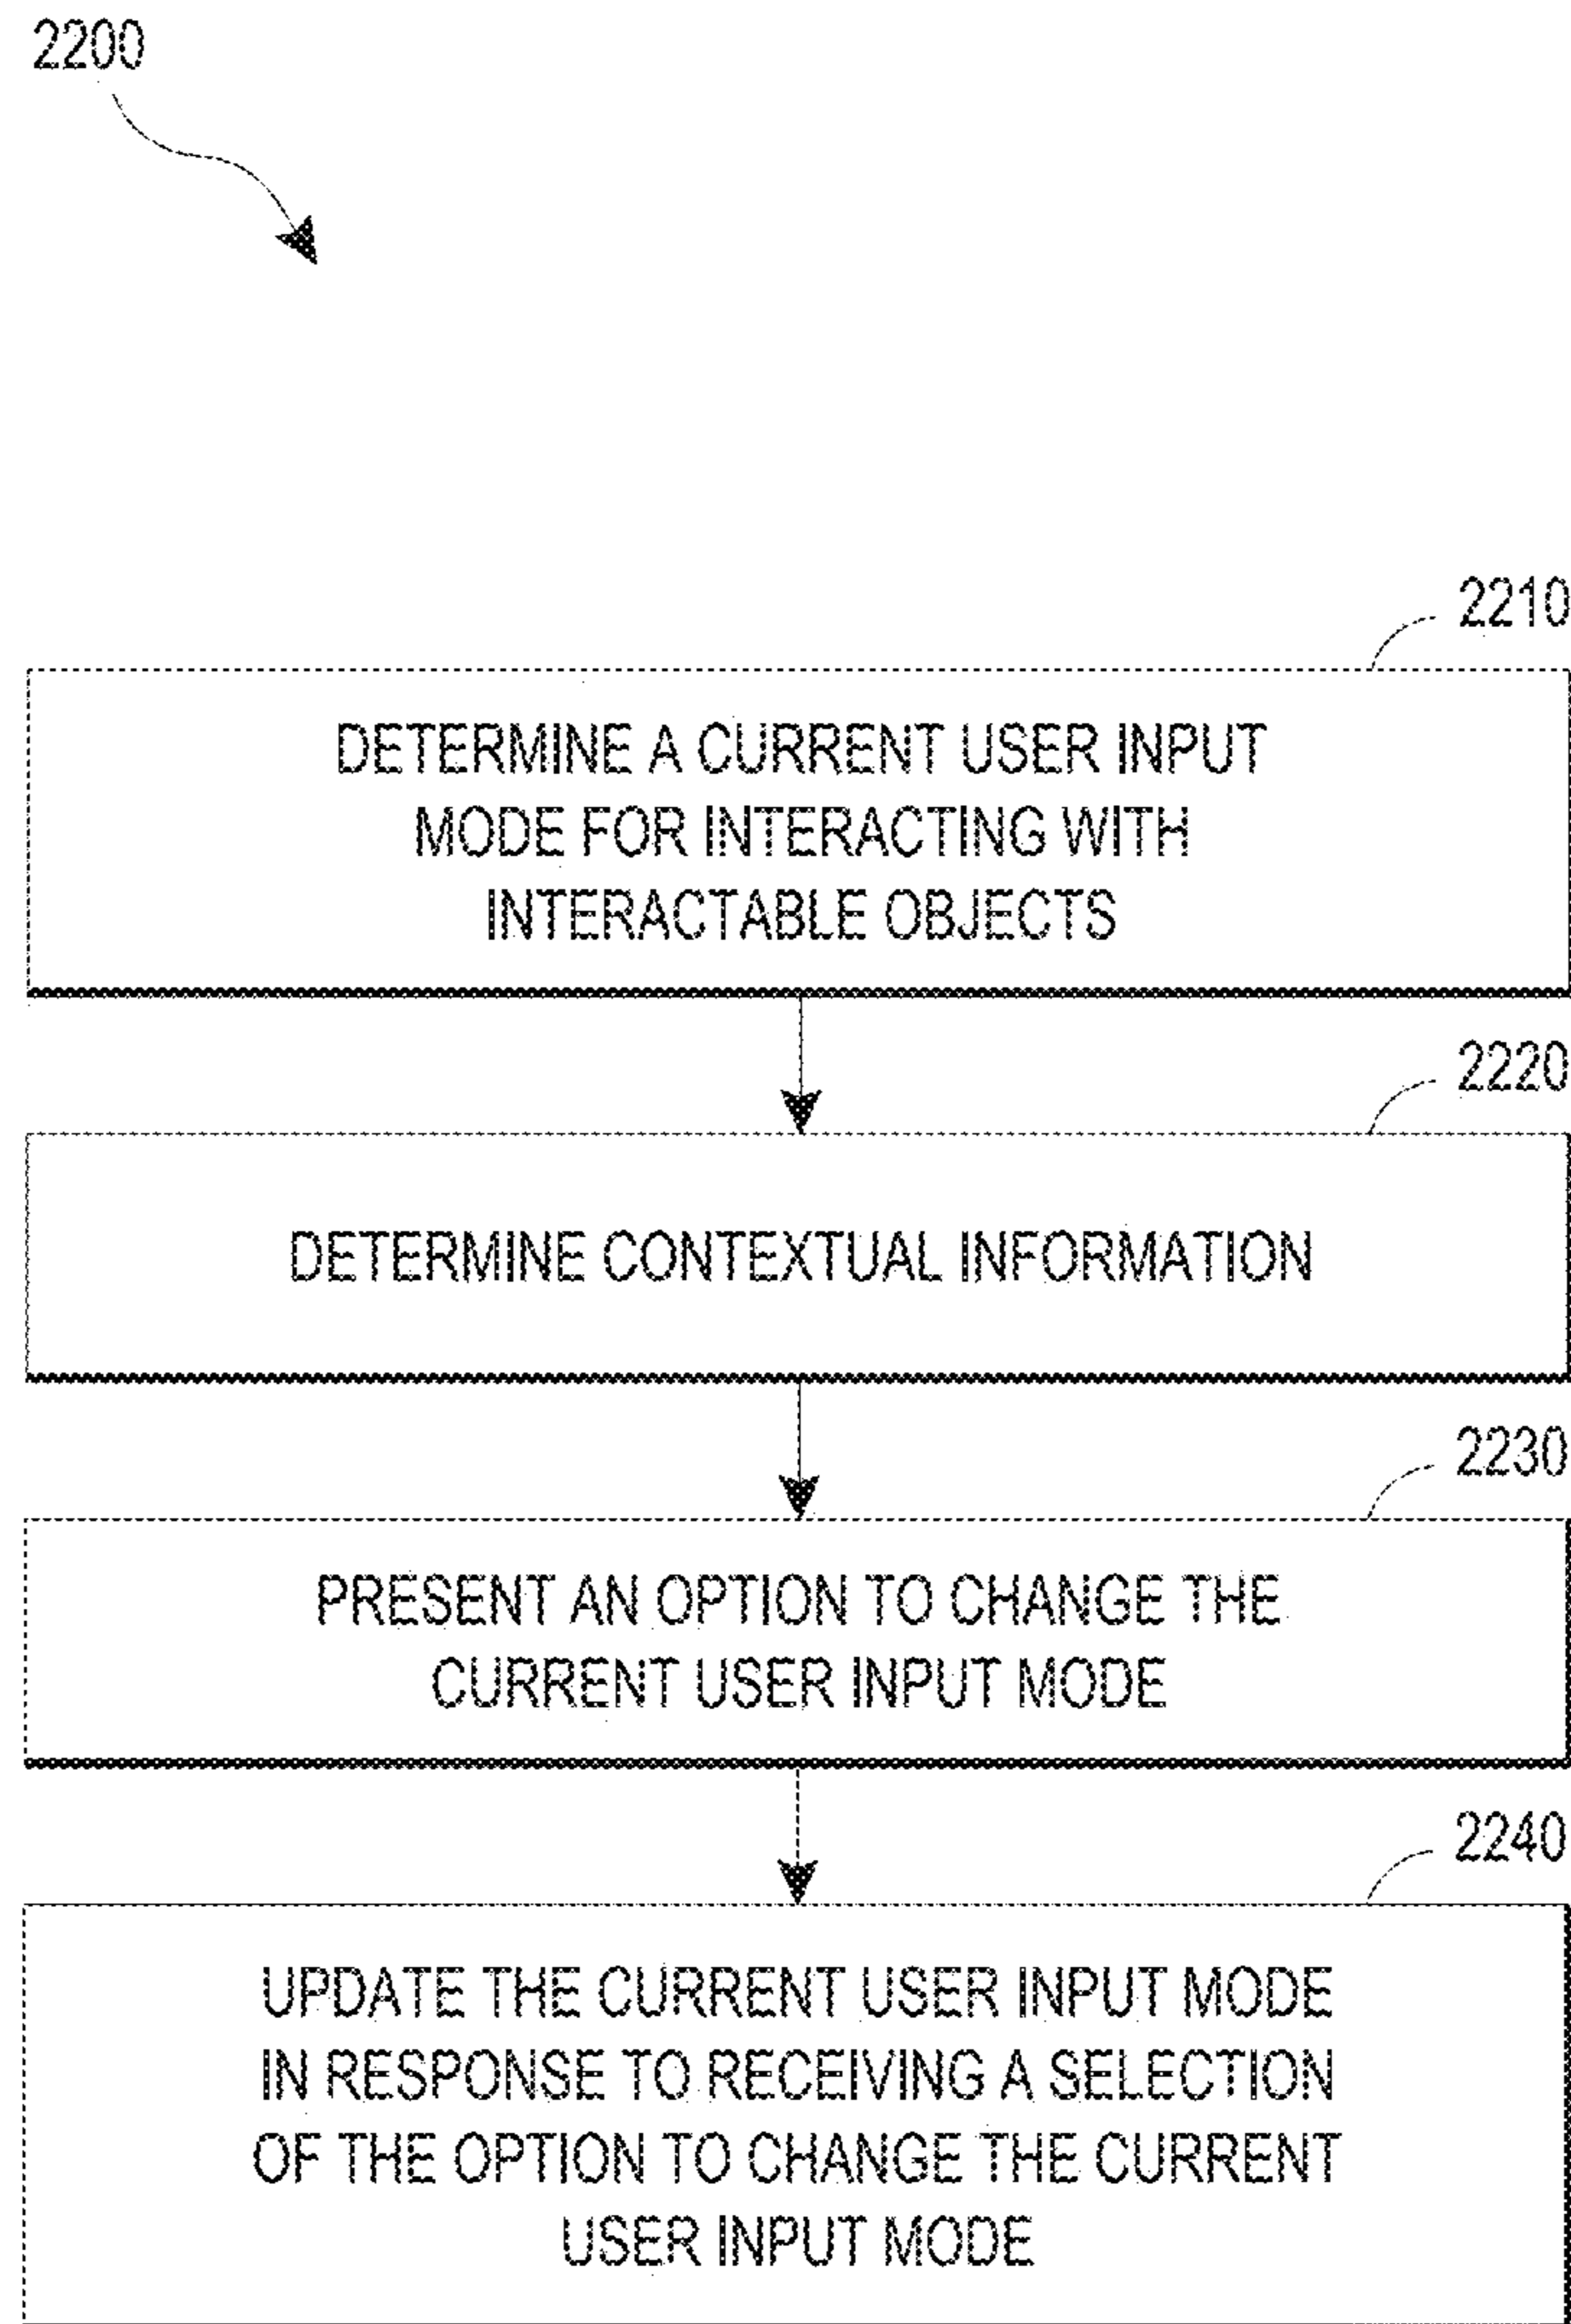 2200
2210
DETERMINE A CURRENT USER INPUT
MODE FOR INTERACTING WITH
INTERACTABLE OBJECTS
2220
DETERMINE CONTEXTUAL INFORMATION
2230
PRESENT AN OPTION TO CHANGE THE
CURRENT USER INPUT MODE
2240
UPDATE THE CURRENT USER INPUT MODE
IN RESPONSE TO RECEIVING A SELECTION
OF THE OPTION TO CHANGE THE CURRENT
USER INPUT MODE